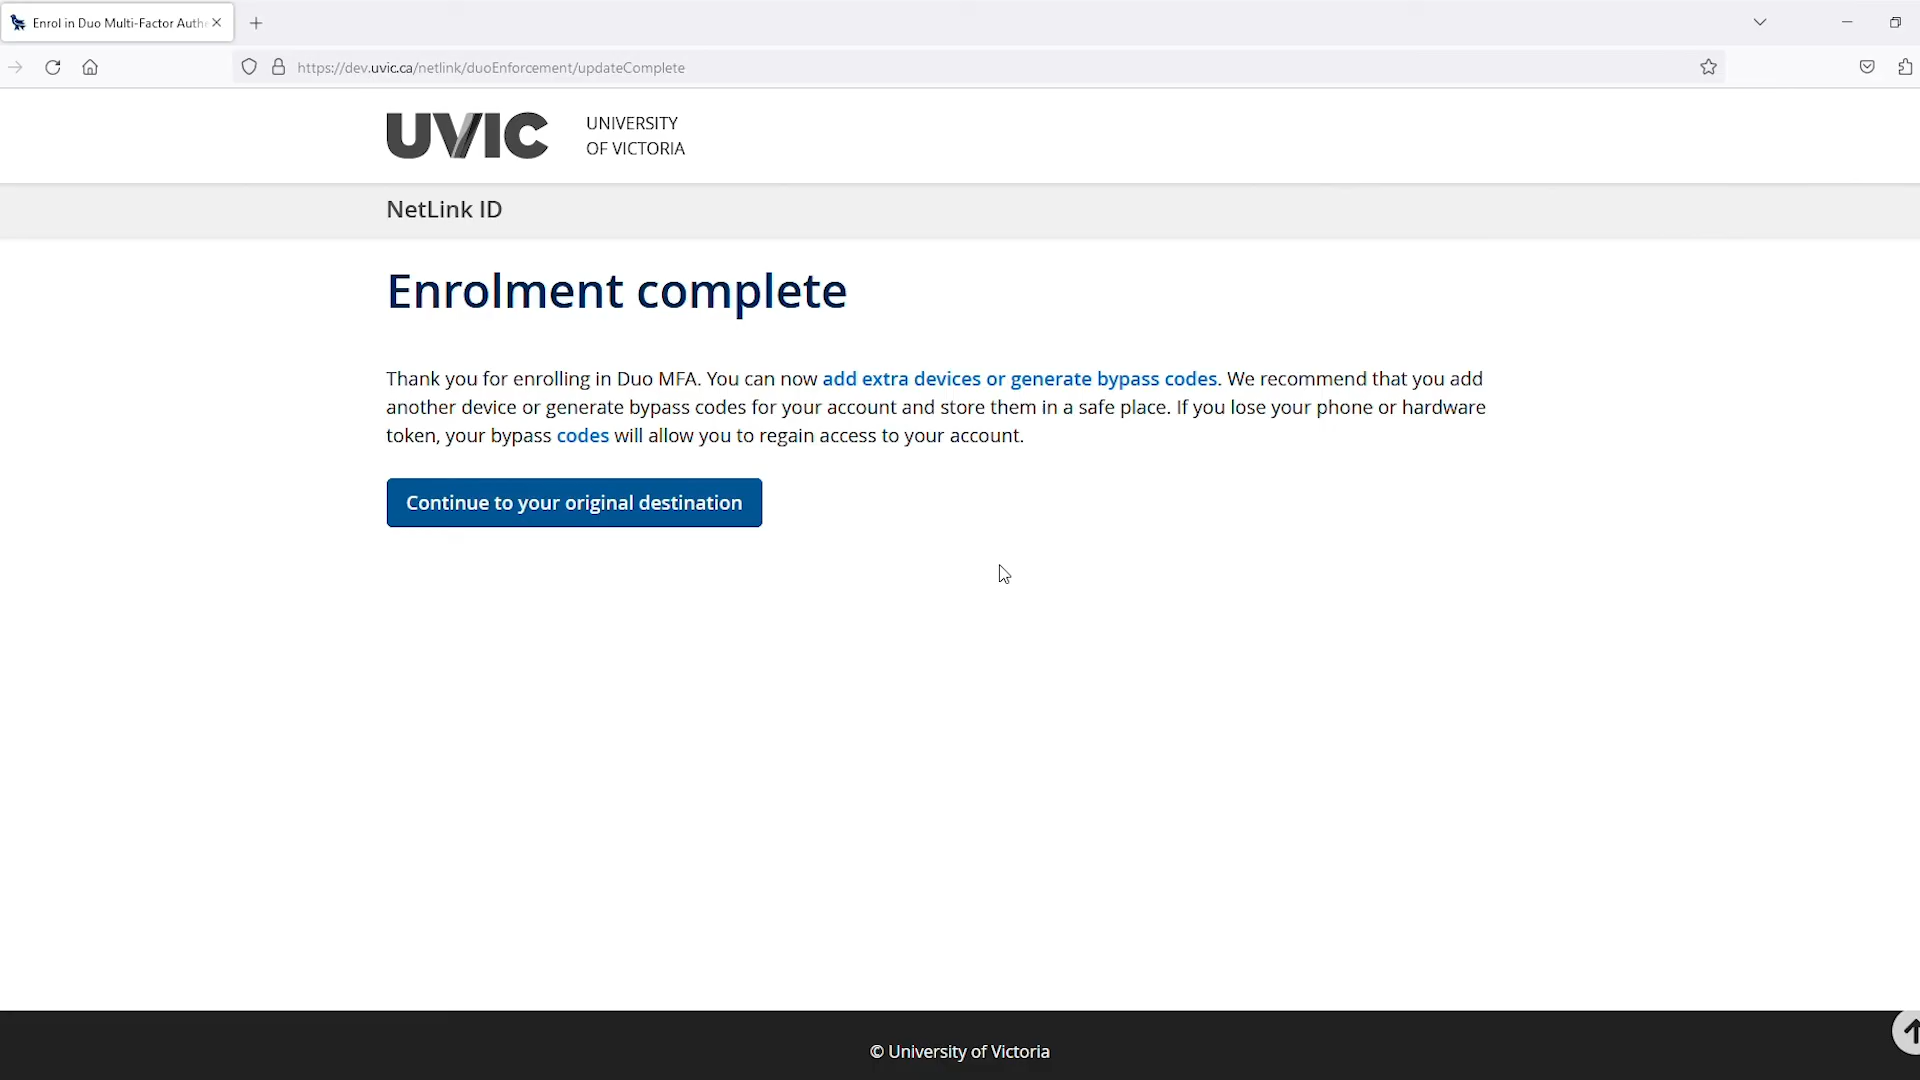 Enrol in Duo Multi-Factor Auth
https://dev.uvic.ca/netlink/duoEnforcement/updateComplete
UVIC
UNIVERSITY
OF VICTORIA
NetLink ID
Enrolment complete
Thank you for enrolling in Duo MFA. You can now add extra devices or generate bypass codes. We recommend that you add
another device or generate bypass codes for your account and store them in a safe place. If you lose your phone or hardware
token, your bypass codes will allow you to regain access to your account.
Continue to your original destination
© University of Victoria